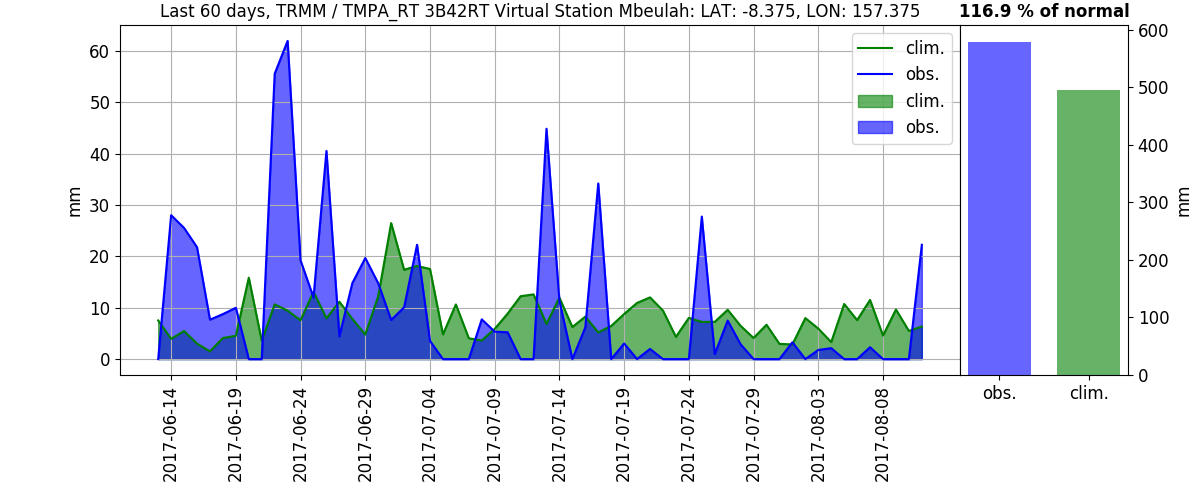 Last 60 days, TRMM / TMPA_RT 3B42RT Virtual Station Mbeulah: LAT: -8.375, LON: 157.375
116.9 % of normal
mm
60
50
40
30
20
10
0
clim.
obs.
clim.
obs.
2017-06-14
2017-06-19
2017-06-24
2017-06-29
2017-07-04
2017-07-09
2017-07-14
2017-07-19
2017-07-24
2017-07-29
2017-08-03
2017-08-08
600
500
400
300
200
100
0
mm
obs.
clim.